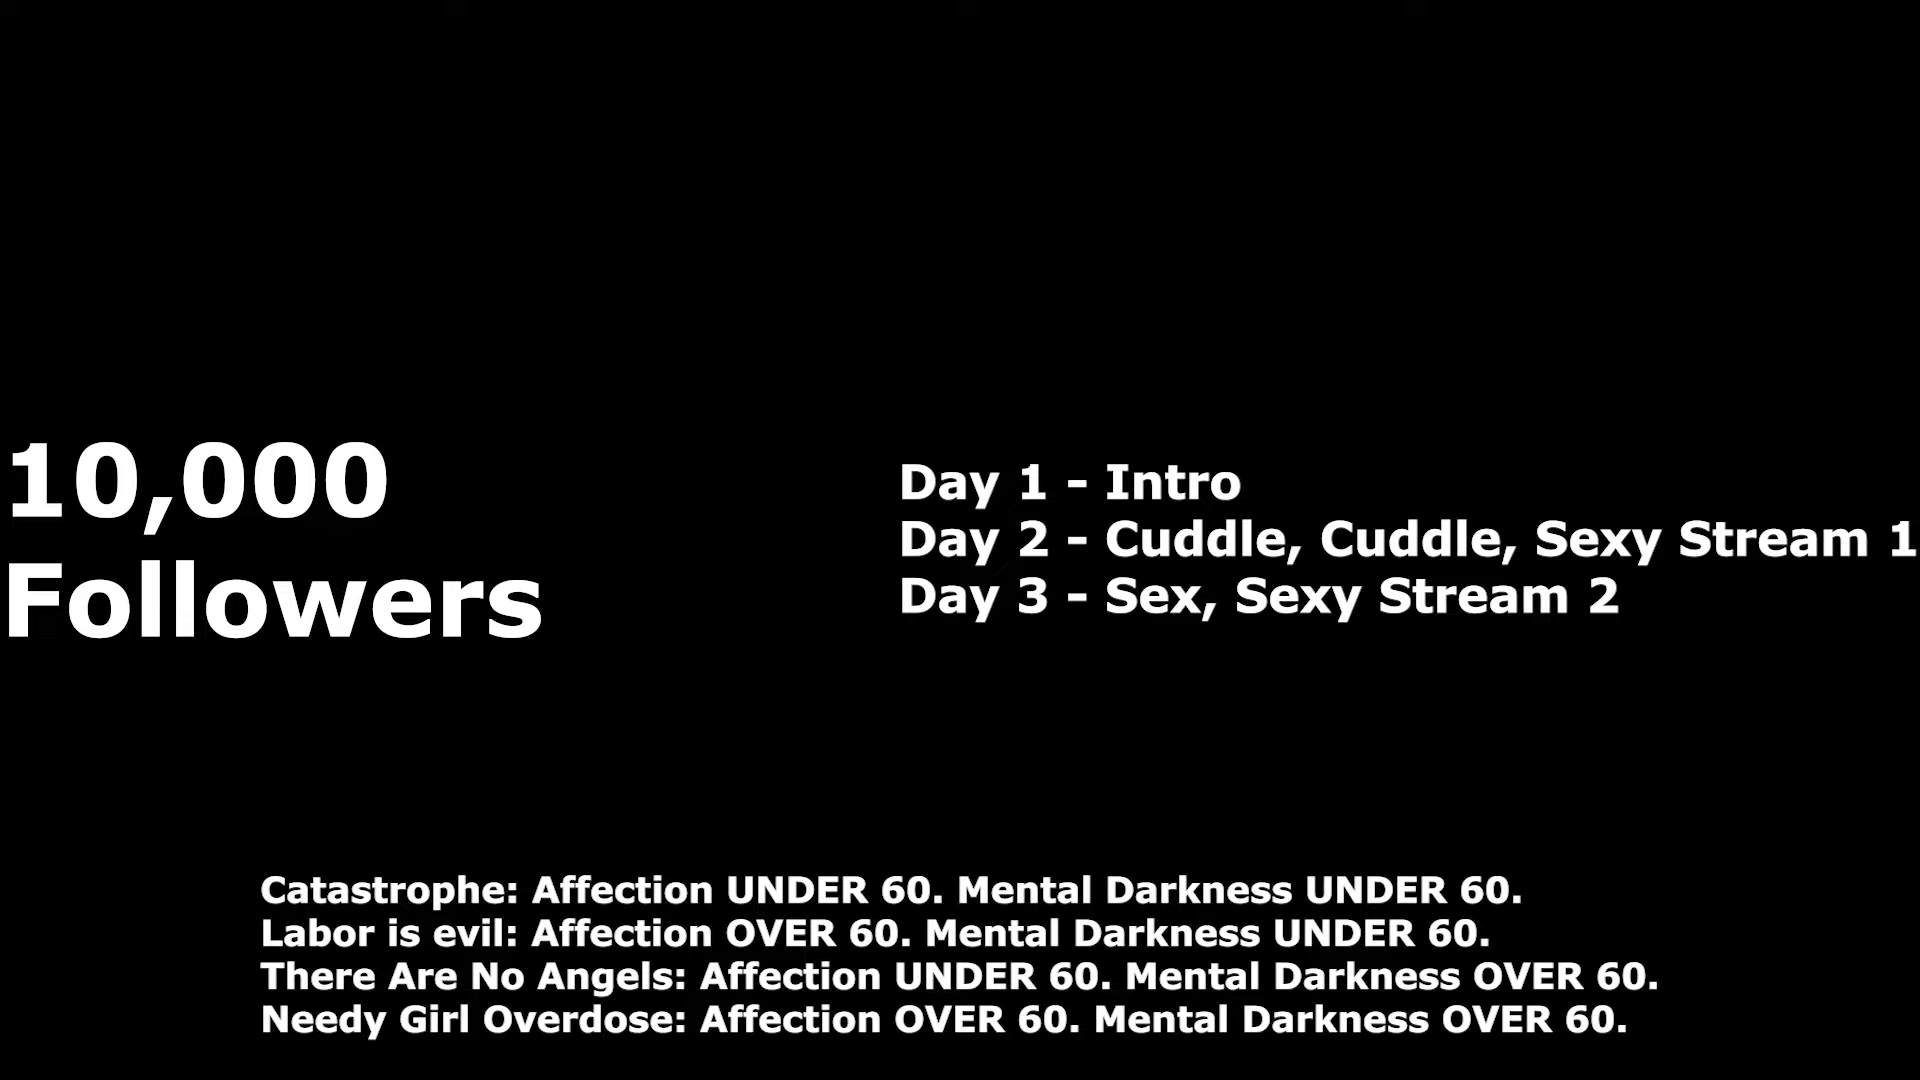 10,000
Followers
Day 1 - Intro
Day 2 - Cuddle, Cuddle, Sexy Stream 1
Day 3 - Sex, Sexy Stream 2
Catastrophe: Affection UNDER 60. Mental Darkness UNDER 60.
Labor is evil: Affection OVER 60. Mental Darkness UNDER 60.
There Are No Angels: Affection UNDER 60. Mental Darkness OVER 60.
Needy Girl Overdose: Affection OVER 60. Mental Darkness OVER 60.